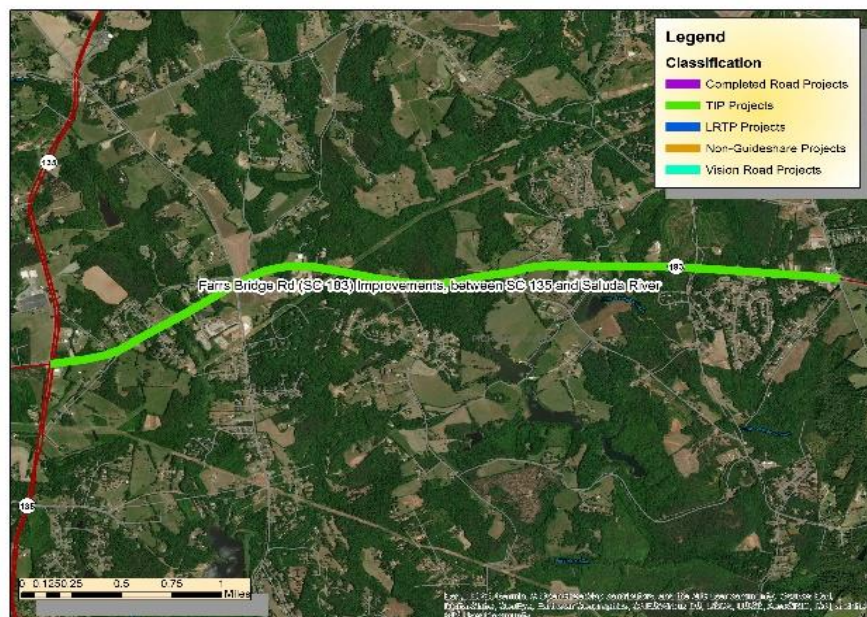 Legend
Classification
Completed Road Projects
TIP Projects
LRTP Projects
Non-Guideshare Projects
Vision Road Projects
135
183
Farrs Bridge Rd (SC 183) Improvements, between SC 135 and Saluda River
135
0 0.1250.25 0.5 0.75 1
Miles